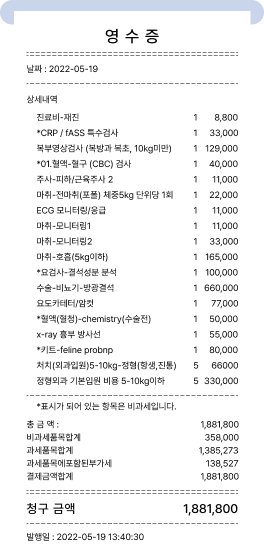 영 수 증
날짜 : 2022-05-19
상세내역
진료비-재진 1 8,800
*CRP / fASS 특수검사 1 33,000
복부영상검사 (복방과 복초, 10kg미만) 1 129,000
*01.혈액-혈구 (CBC) 검사 1 40,000
주사-피하/근육주사 2 1 11,000
마취-전마취(포폴) 체중5kg 단위당 1회 1 22,000
ECG 모니터링/응급 1 11,000
마취-모니터링1 1 11,000
마취-모니터링2 1 33,000
마취-호흡(5kg이하) 1 165,000
*요검사-결석성분 분석 1 100,000
수술-비뇨기-방광결석 1 660,000
요도카테터/암컷 1 77,000
*혈액(혈청)-chemistry(수술전) 1 50,000
x-ray 흉부 방사선 1 55,000
*키트-feline probnp 1 80,000
처치(외과입원)5-10kg-정형(항생,진통) 5 66000
정형외과 기본입원 비용 5-10kg이하 5 330,000
*표시가 되어 있는 항목은 비과세입니다.
총 금 액 : 1,881,800
비과세품목합계 358,000
과세품목합계 1,385,273
과세품목에포함된부가세 138,527
결제금액합계 1,881,800
청구 금액 1,881,800
발행일 : 2022-05-19 13:40:30